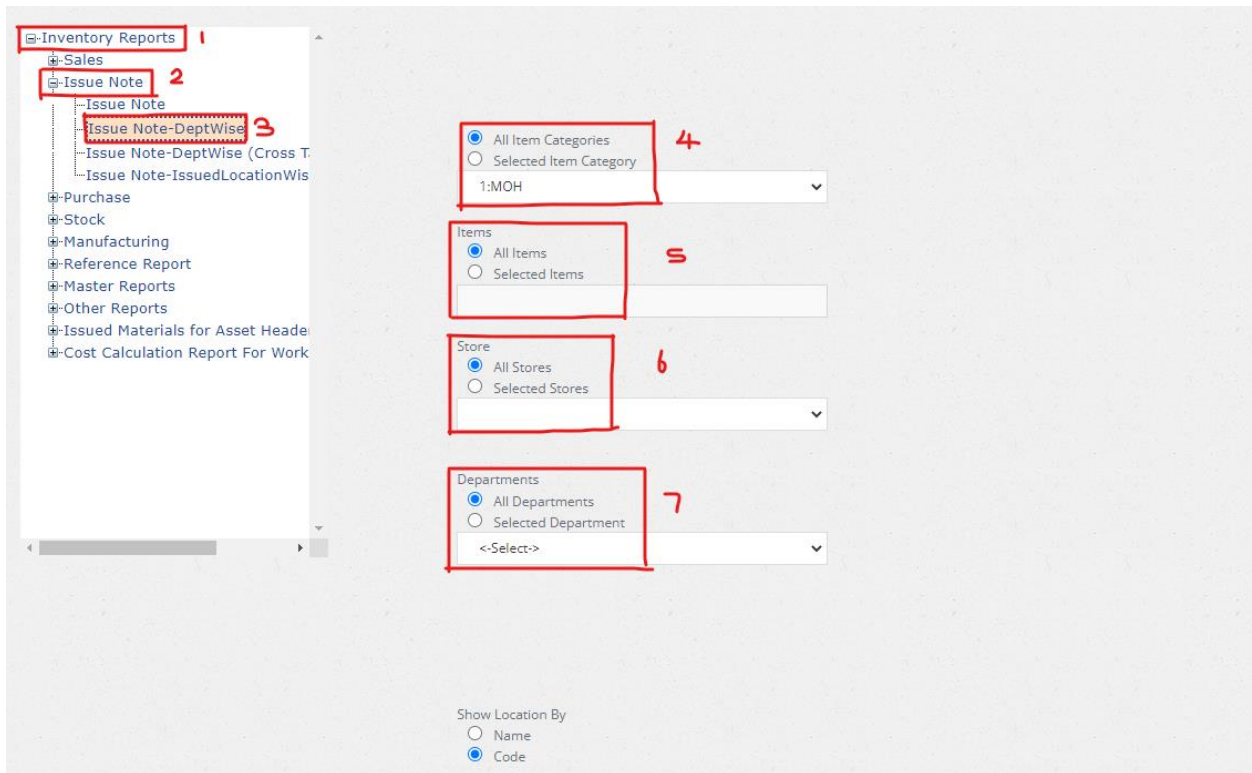 Inventory Reports 1
Sales
Issue Note 2
Issue Note
Issue Note-DeptWise 3
Issue Note-DeptWise (Cross T
Issue Note-IssuedLocationWis
Purchase
Stock
Manufacturing
Reference Report
Master Reports
Other Reports
Issued Materials for Asset Header
Cost Calculation Report For Work
All Item Categories 4
Selected Item Category
1:MOH
Items
All Items 5
Selected Items
Store
All Stores 6
Selected Stores
Departments
All Departments 7
Selected Department
<-Select->
Show Location By
Name
Code